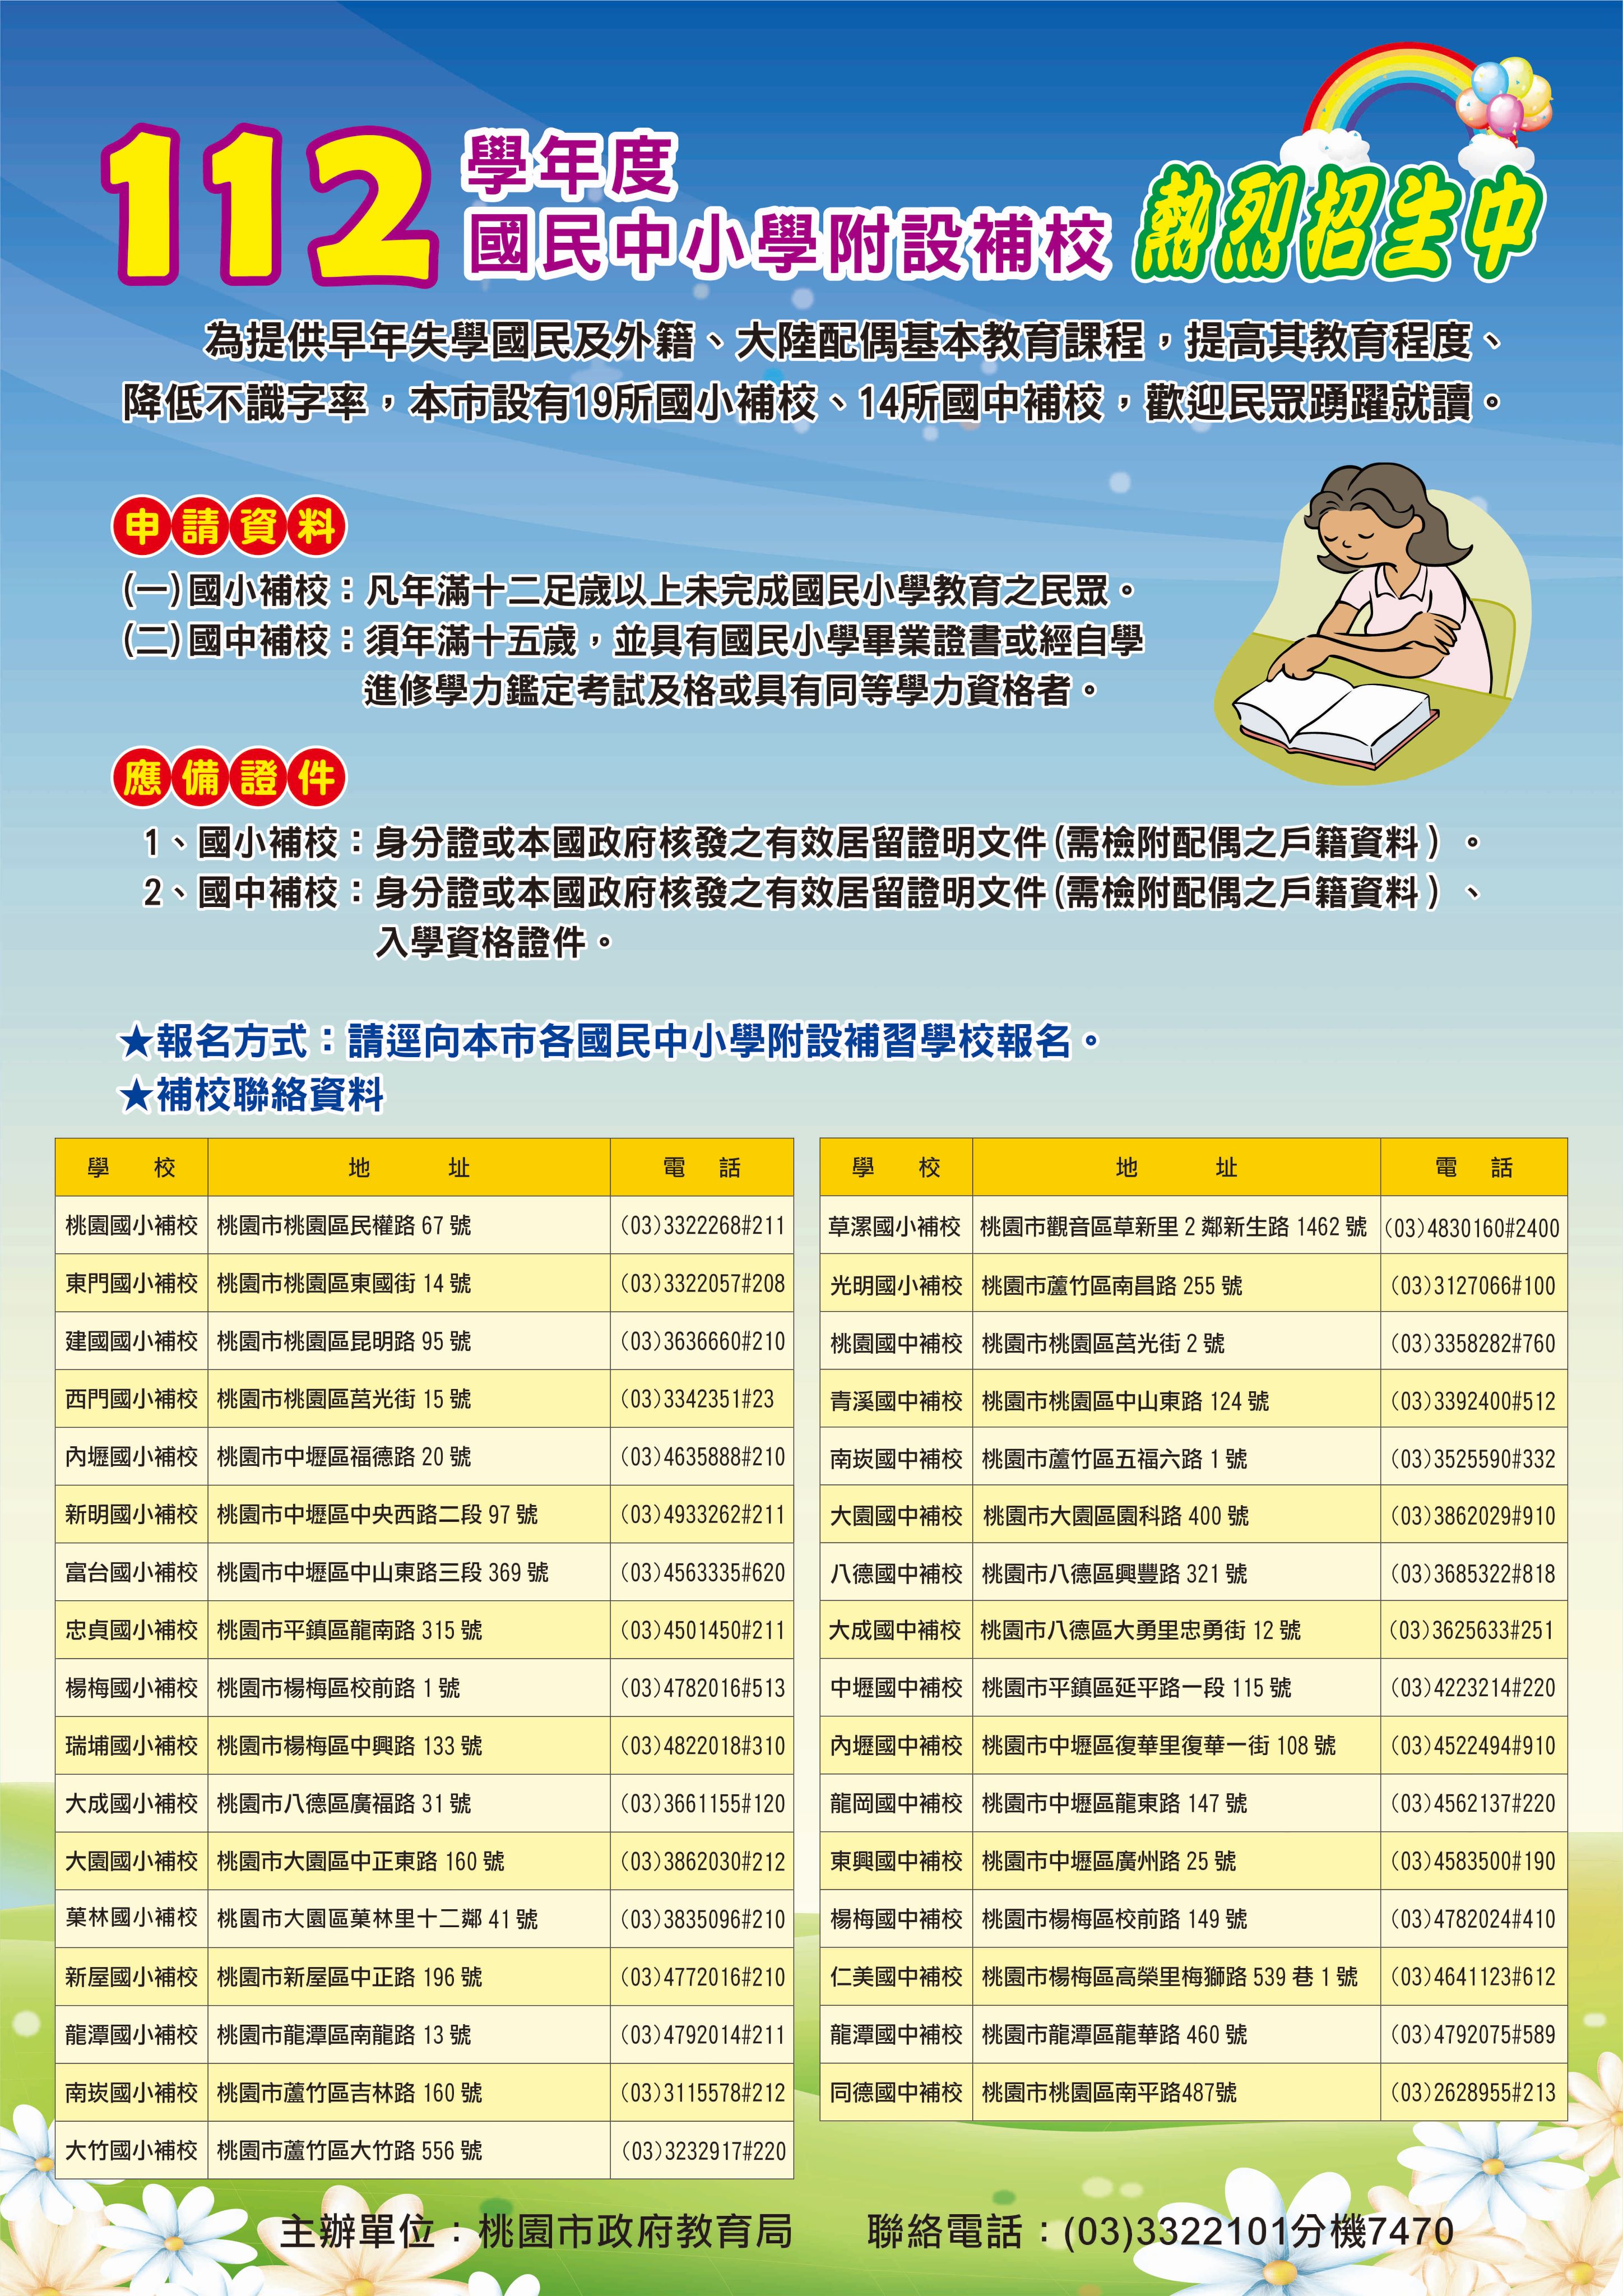 112 學年度
國民中小學附設補校 熱烈招生中
為提供早年失學國民及外籍、大陸配偶基本教育課程，提高其教育程度、
降低不識字率，本市設有19所國小補校、14所國中補校，歡迎民眾踴躍就讀。
申請資料
(一)國小補校：凡年滿十二足歲以上未完成國民小學教育之民眾。
(二)國中補校：須年滿十五歲，並具有國民小學畢業證書或經自學
進修學力鑑定考試及格或具有同等學力資格者。
應備證件
1、國小補校：身分證或本國政府核發之有效居留證明文件(需檢附配偶之戶籍資料）。
2、國中補校：身分證或本國政府核發之有效居留證明文件(需檢附配偶之戶籍資料）、
入學資格證件。
★報名方式：請逕向本市各國民中小學附設補習學校報名。
★補校聯絡資料
學 校 地 址 電 話
桃園國小補校 桃園市桃園區民權路 67 號 (03)3322268#211
東門國小補校 桃園市桃園區東國街 14 號 (03)3322057#208
建國國小補校 桃園市桃園區昆明路 95 號 (03)3636660#210
西門國小補校 桃園市桃園區莒光街 15 號 (03)3342351#23
內壢國小補校 桃園市中壢區福德路 20 號 (03)4635888#210
新明國小補校 桃園市中壢區中央西路二段 97 號 (03)4933262#211
富台國小補校 桃園市中壢區中山東路三段 369 號 (03)4563335#620
忠貞國小補校 桃園市平鎮區龍南路 315 號 (03)4501450#211
楊梅國小補校 桃園市楊梅區校前路 1 號 (03)4782016#513
瑞埔國小補校 桃園市楊梅區中興路 133 號 (03)4822018#310
大成國小補校 桃園市八德區廣福路 31 號 (03)3661155#120
大園國小補校 桃園市大園區中正東路 160 號 (03)3862030#212
菓林國小補校 桃園市大園區菓林里十二鄰 41 號 (03)3835096#210
新屋國小補校 桃園市新屋區中正路 196 號 (03)4772016#210
龍潭國小補校 桃園市龍潭區南龍路 13 號 (03)4792014#211
南崁國小補校 桃園市蘆竹區吉林路 160 號 (03)3115578#212
大竹國小補校 桃園市蘆竹區大竹路 556 號 (03)3232917#220
學 校 地 址 電 話
草漯國小補校 桃園市觀音區草新里 2 鄰新生路 1462 號 (03)4830160#2400
光明國小補校 桃園市蘆竹區南昌路 255 號 (03)3127066#100
桃園國中補校 桃園市桃園區莒光街 2 號 (03)3358282#760
青溪國中補校 桃園市桃園區中山東路 124 號 (03)3392400#512
南崁國中補校 桃園市蘆竹區五福六路 1 號 (03)3525590#332
大園國中補校 桃園市大園區園科路 400 號 (03)3862029#910
八德國中補校 桃園市八德區興豐路 321 號 (03)3685322#818
大成國中補校 桃園市八德區大勇里忠勇街 12 號 (03)3625633#251
中壢國中補校 桃園市平鎮區延平路一段 115 號 (03)4223214#220
內壢國中補校 桃園市中壢區復華里復華一街 108 號 (03)4522494#910
龍岡國中補校 桃園市中壢區龍東路 147 號 (03)4562137#220
東興國中補校 桃園市中壢區廣州路 25 號 (03)4583500#190
楊梅國中補校 桃園市楊梅區校前路 149 號 (03)4782024#410
仁美國中補校 桃園市楊梅區高榮里梅獅路 539 巷 1 號 (03)4641123#612
龍潭國中補校 桃園市龍潭區龍華路 460 號 (03)4792075#589
同德國中補校 桃園市桃園區南平路487號 (03)2628955#213
主辦單位：桃園市政府教育局 聯絡電話：(03)3322101分機7470